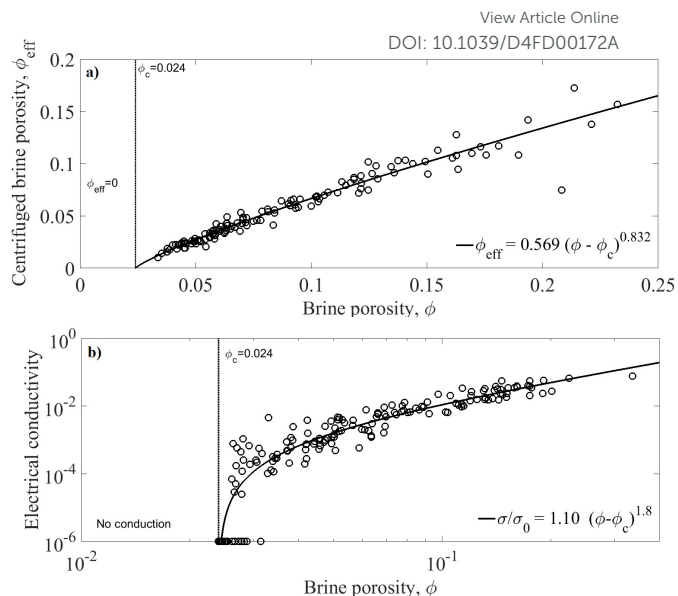 View Article Online
DOI: 10.1039/D4FD00172A
a)
ϕc=0.024
ϕeff=0
Centrifuged brine porosity, ϕeff
0.2
0.15
0.1
0.05
0
0 0.05 0.1 0.15 0.2 0.25
ϕeff = 0.569 (ϕ - ϕc)^0.832
Brine porosity, ϕ
b)
ϕc=0.024
Electrical conductivity
10^0
10^-2
10^-4
10^-6
No conduction
σ/σ0 = 1.10 (ϕ-ϕc)^1.8
10^-2 10^-1
Brine porosity, ϕ